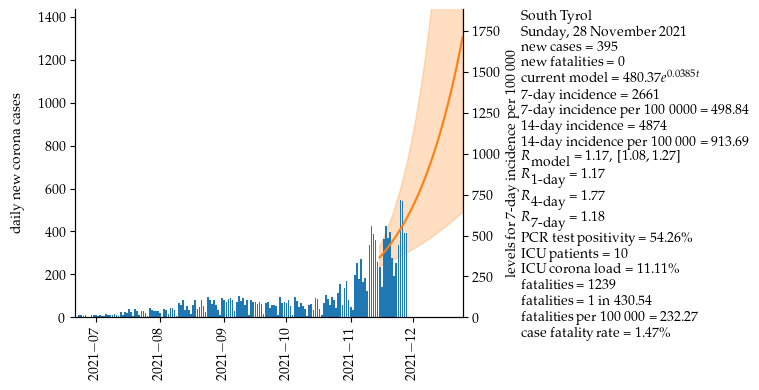 daily new corona cases
1400
1200
1000
800
600
400
200
0
2021−07
2021−08
2021−09
2021−10
2021−11
2021−12
1750
1500
1250
1000
750
500
250
0
levels for 7-day incidence per 100 000
South Tyrol
Sunday, 28 November 2021
new cases = 395
new fatalities = 0
current model = 480.37e^0.0385t
7-day incidence = 2661
7-day incidence per 100 0000 = 498.84
14-day incidence = 4874
14-day incidence per 100 000 = 913.69
R_model = 1.17, [1.08, 1.27]
R_1-day = 1.17
R_4-day = 1.77
R_7-day = 1.18
PCR test positivity = 54.26%
ICU patients = 10
ICU corona load = 11.11%
fatalities = 1239
fatalities = 1 in 430.54
fatalities per 100 000 = 232.27
case fatality rate = 1.47%